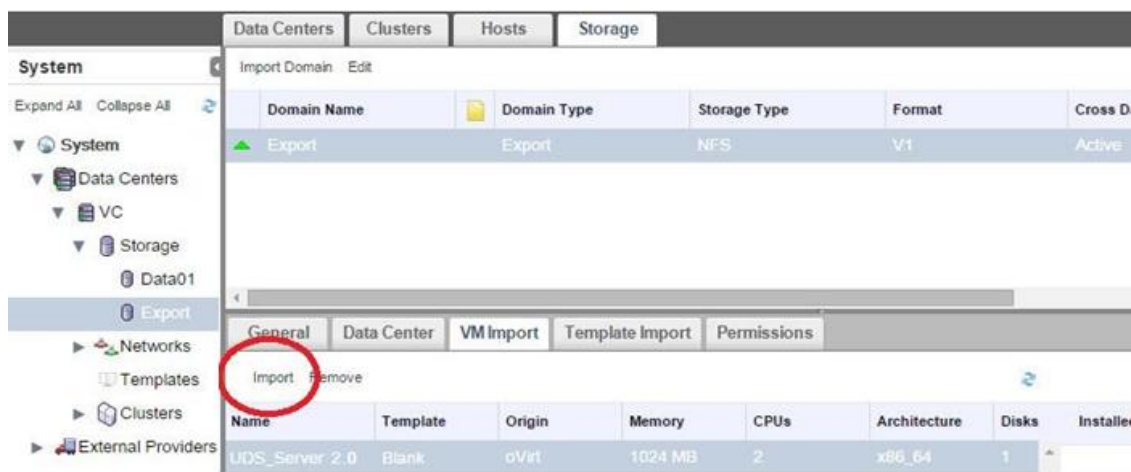 Data Centers Clusters Hosts Storage
System
Import Domain Edit
Expand All Collapse All
Domain Name Domain Type Storage Type Format Cross D
System
Export Export NFS V1 Active
Data Centers
VC
Storage
Data01
Export
General Data Center VM Import Template Import Permissions
Networks
Templates
Import Remove
Clusters
Name Template Origin Memory CPUs Architecture Disks Installe
External Providers
UDS_Server 2.0 Blank oVirt 1024 MB 2 x86_64 1